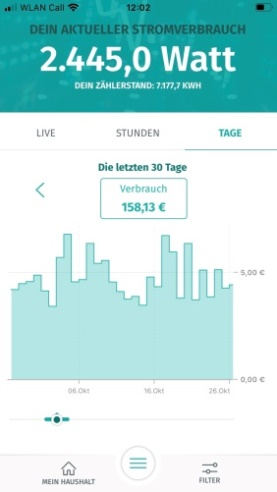 WLAN Call 12:02
DEIN AKTUELLER STROMVERBRAUCH
2.445,0 Watt
DEIN ZÄHLERSTAND: 7.177,7 KWH
LIVE STUNDEN TAGE
Die letzten 30 Tage
Verbrauch
158,13 €
5,00 €
0,00 €
06.Okt 16.Okt 26.Okt
MEIN HAUSHALT FILTER